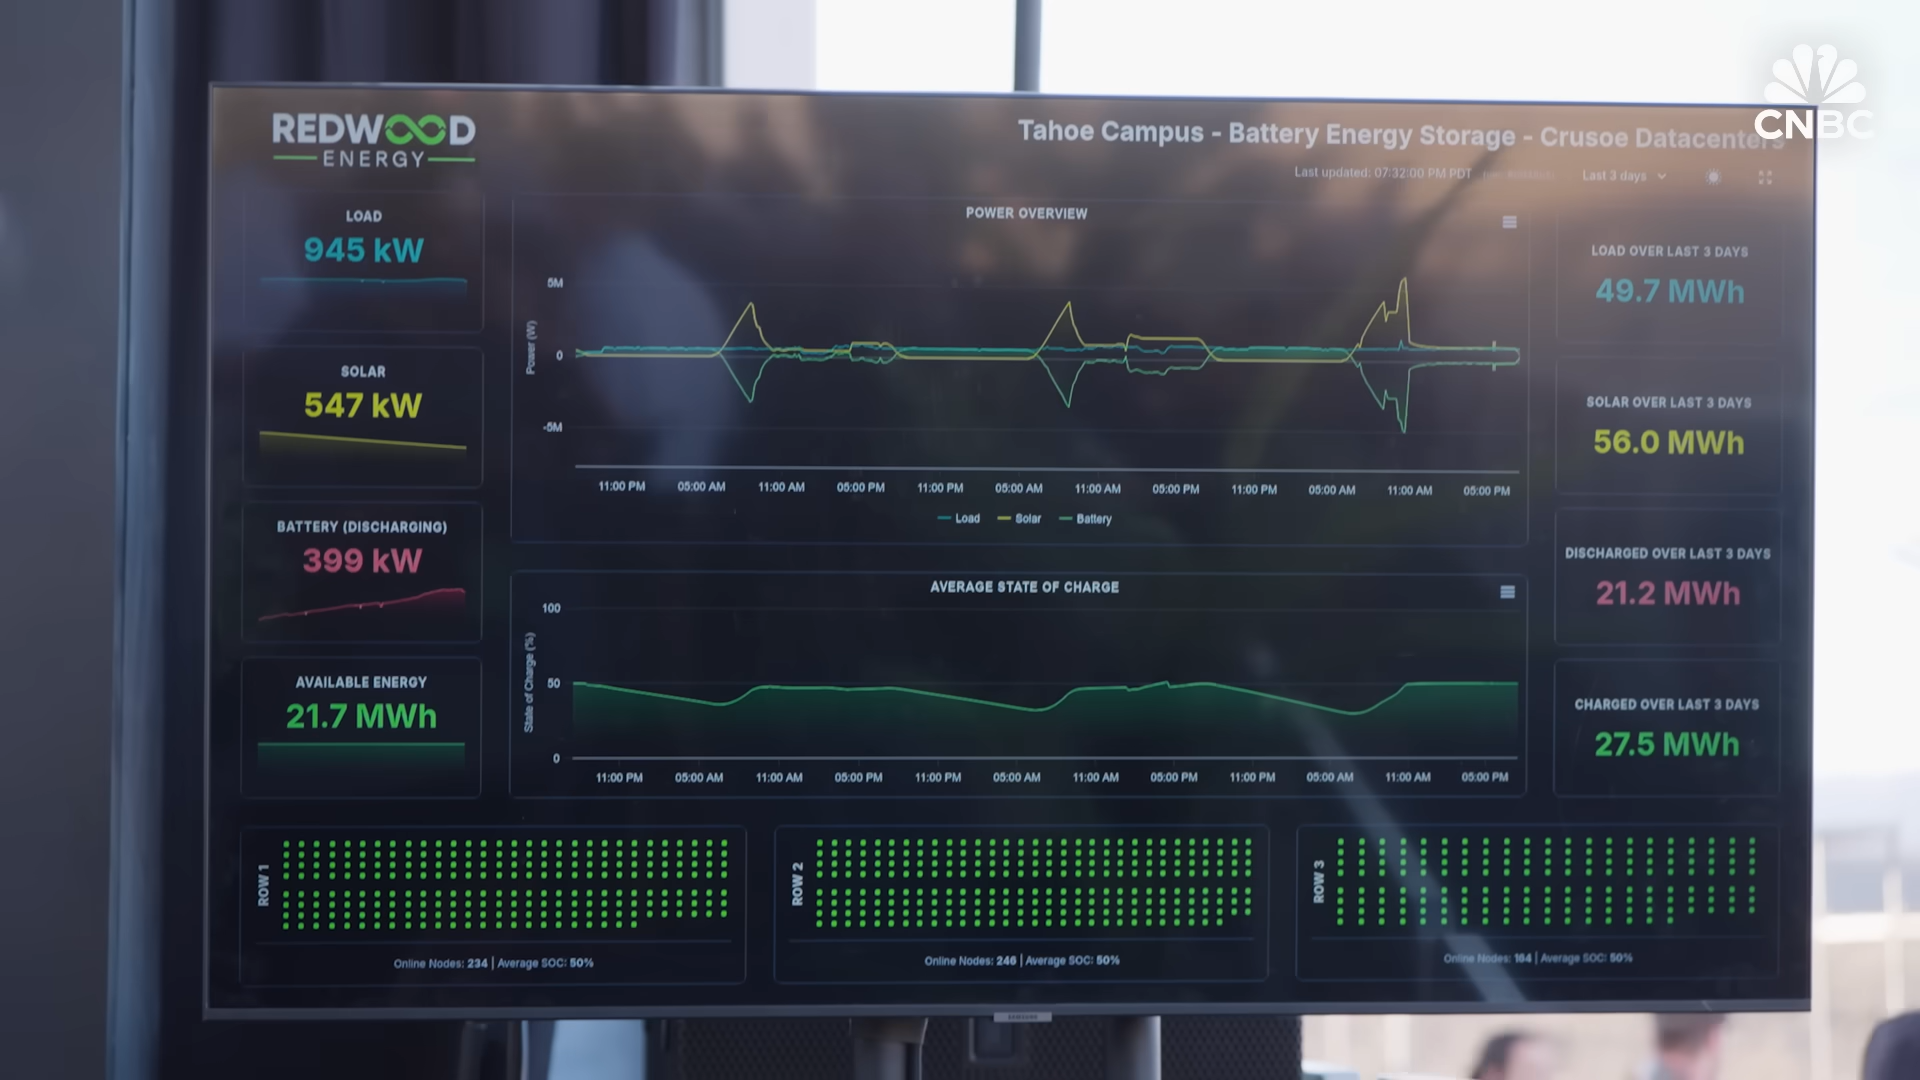 CNBC
REDWOOD
ENERGY
Tahoe Campus - Battery Energy Storage - Crusoe Datacenters
Last updated: 07:32:00 PM PDT
Last 3 days
LOAD
945 kW
SOLAR
547 kW
BATTERY (DISCHARGING)
399 kW
AVAILABLE ENERGY
21.7 MWh
POWER OVERVIEW
Power (W)
5M
0
-5M
11:00 PM 05:00 AM 11:00 AM 05:00 PM 11:00 PM 05:00 AM 11:00 AM 05:00 PM 11:00 PM 05:00 AM 11:00 AM 05:00 PM
Load Solar Battery
AVERAGE STATE OF CHARGE
State of Charge (%)
100
50
0
11:00 PM 05:00 AM 11:00 AM 05:00 PM 11:00 PM 05:00 AM 11:00 AM 05:00 PM 11:00 PM 05:00 AM 11:00 AM 05:00 PM
LOAD OVER LAST 3 DAYS
49.7 MWh
SOLAR OVER LAST 3 DAYS
56.0 MWh
DISCHARGED OVER LAST 3 DAYS
21.2 MWh
CHARGED OVER LAST 3 DAYS
27.5 MWh
ROW 1
Online Nodes: 234 | Average SOC: 50%
ROW 2
Online Nodes: 246 | Average SOC: 50%
ROW 3
Online Nodes: 164 | Average SOC: 50%
SAMSUNG